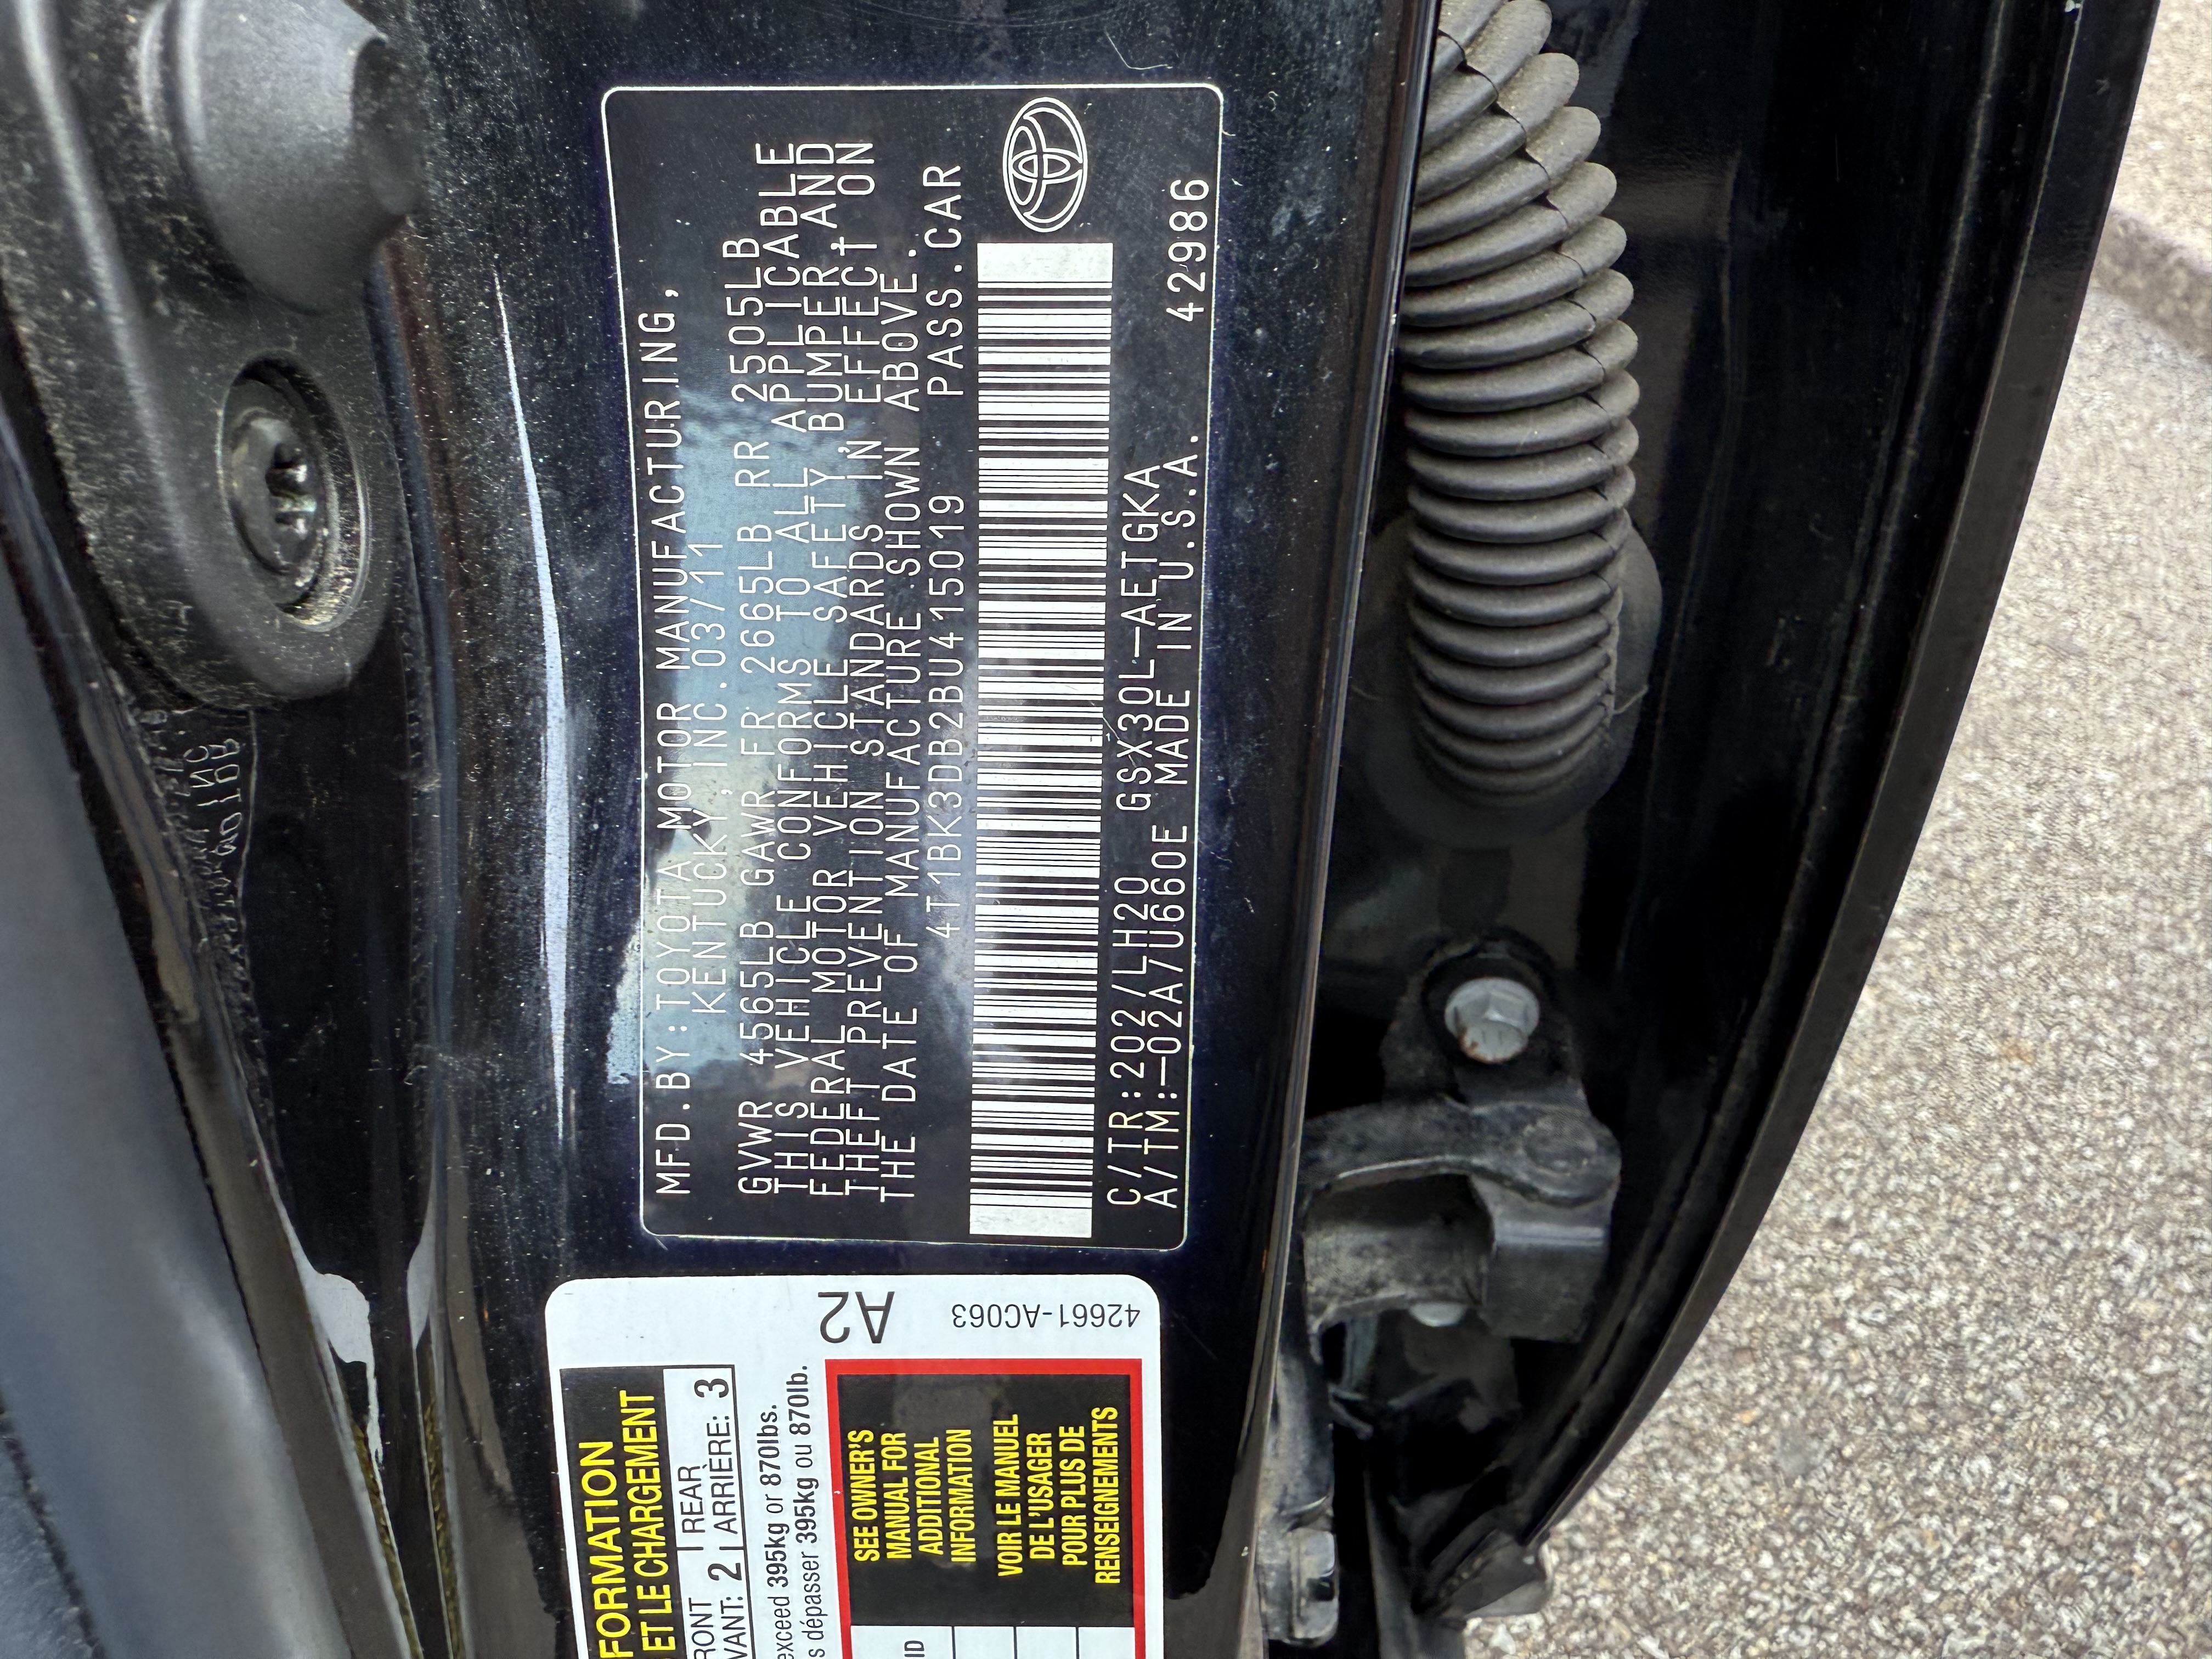 MFD.BY:TOYOTA MOTOR MANUFACTURING,
KENTUCKY,INC.03/11
GVWR 4565LB GAWR FR 2665LB RR 2505LB
THIS VEHICLE CONFORMS TO ALL APPLICABLE
FEDERAL MOTOR VEHICLE SAFETY,BUMPER,AND
THEFT PREVENTION STANDARDS IN EFFECT ON
THE DATE OF MANUFACTURE SHOWN ABOVE.
4T1BK3DB2BU415019 PASS.CAR
C/TR:202/LH20 GSX30L-AETGKA
A/TM:-02A/U660E MADE IN U.S.A. 42986
A2
42661-AC063
FORMATION
ET LE CHARGEMENT
RONT 2 REAR 3
VANT: ARRIÈRE:
exceed 395kg or 870lbs.
s dépasser 395kg ou 870lb.
SEE OWNER'S
MANUAL FOR
ADDITIONAL
INFORMATION
VOIR LE MANUEL
DE L'USAGER
POUR PLUS DE
RENSEIGNEMENTS